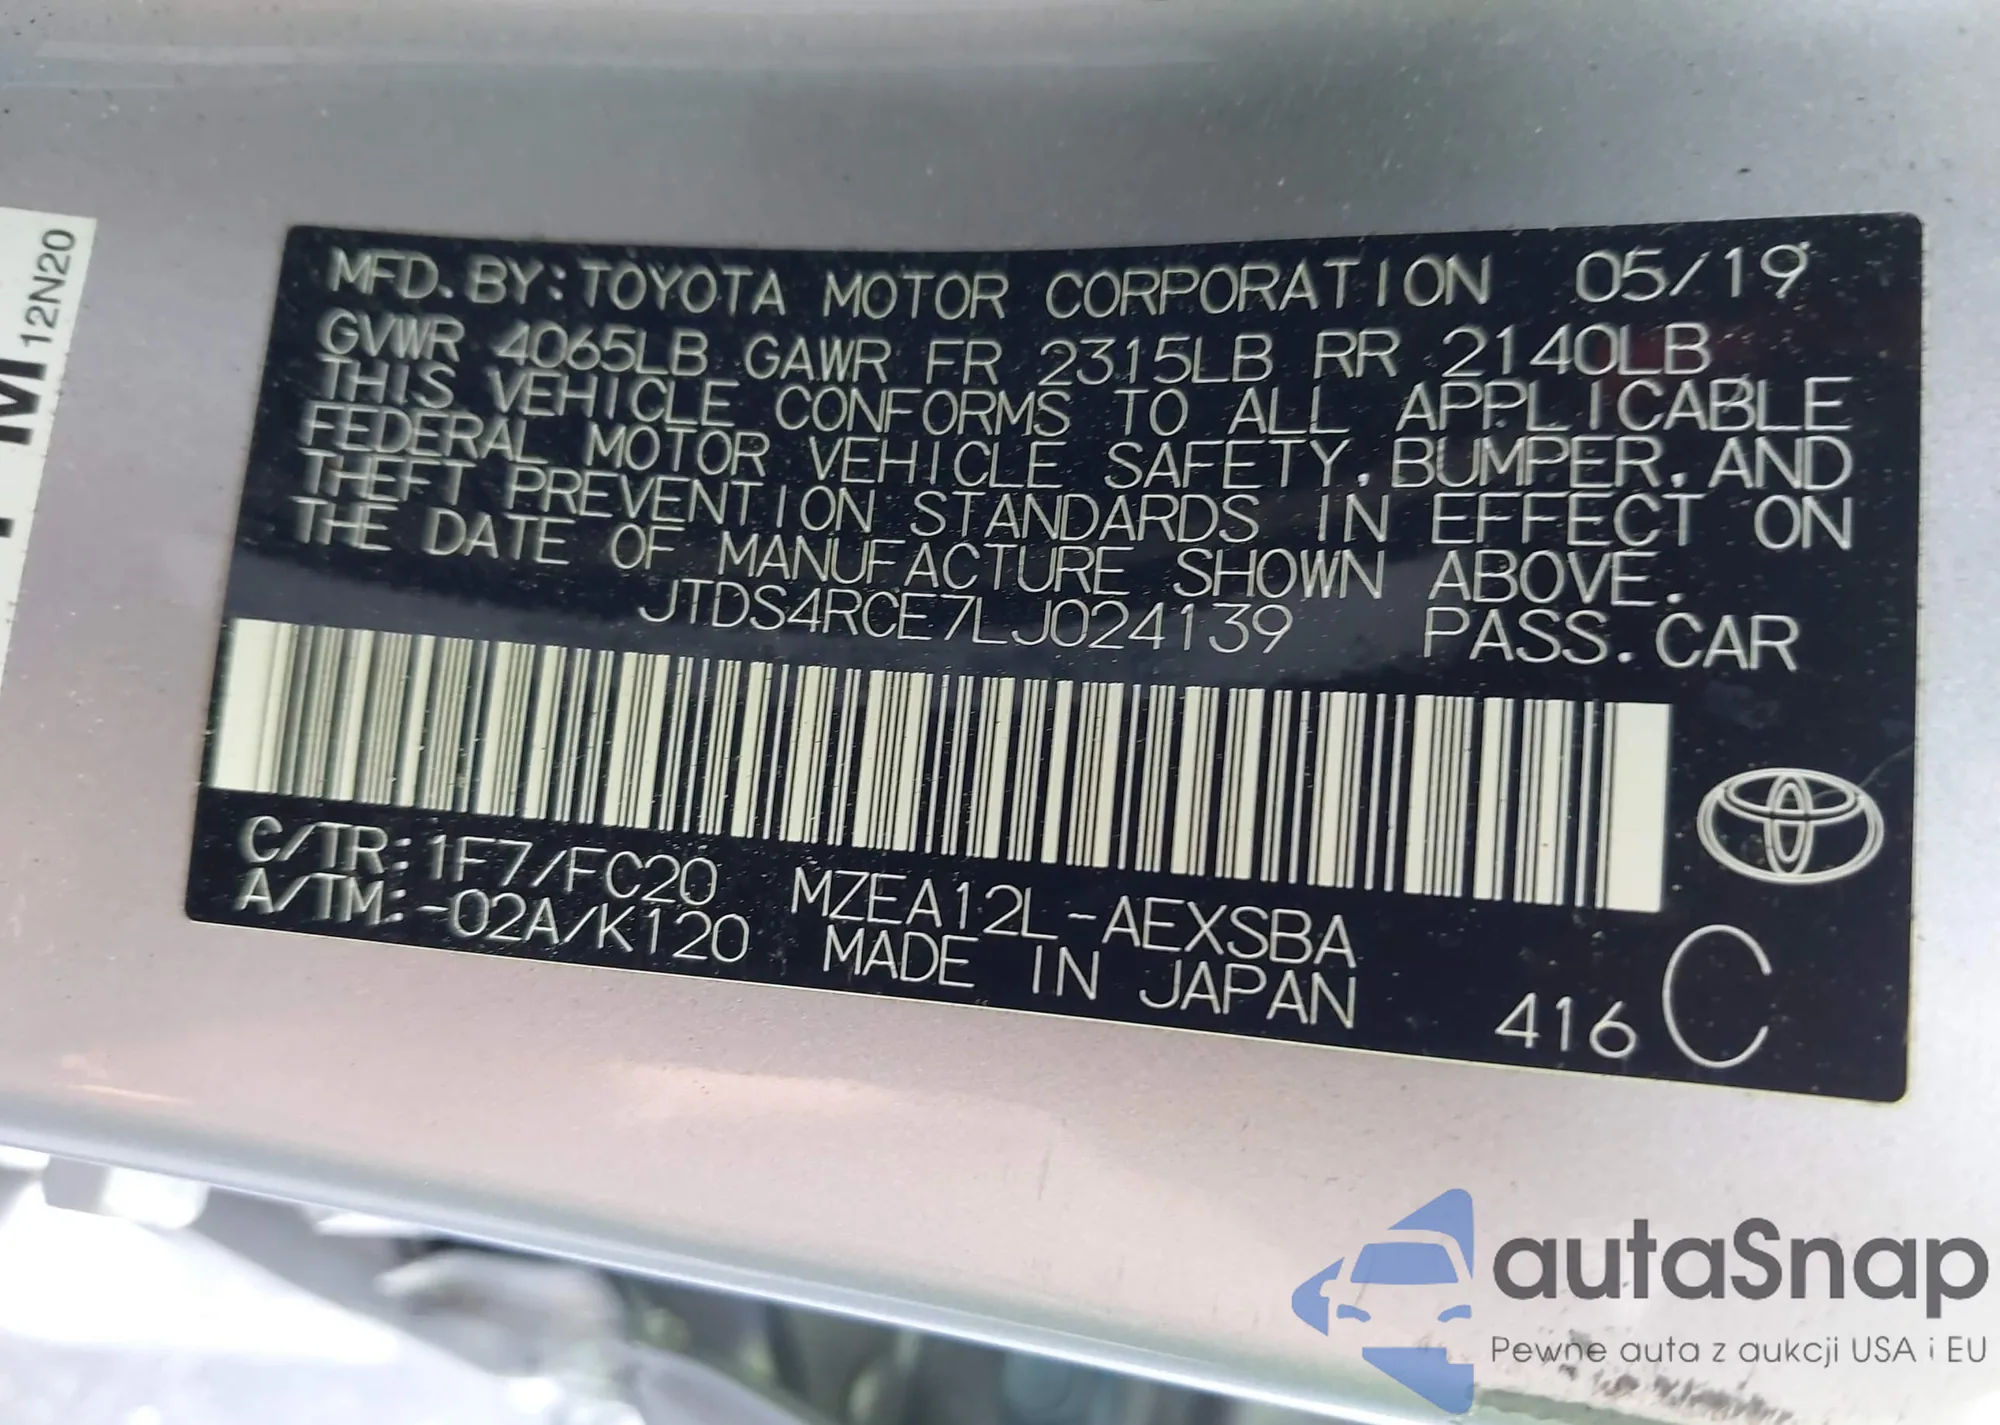 MFD. BY: TOYOTA MOTOR CORPORATION 05/19
GVWR 4065LB GAWR FR 2315LB RR 2140LB
THIS VEHICLE CONFORMS TO ALL APPLICABLE
FEDERAL MOTOR VEHICLE SAFETY, BUMPER, AND
THEFT PREVENTION STANDARDS IN EFFECT ON
THE DATE OF MANUFACTURE SHOWN ABOVE.
JTDS4RCE7LJ024139 PASS. CAR
C/TR: 1F7/FC20 MZEA12L-AEXSBA
A/TM: -02A/K120 MADE IN JAPAN
416 C
M 12N20
autaSnap
Pewne auta z aukcji USA i EU